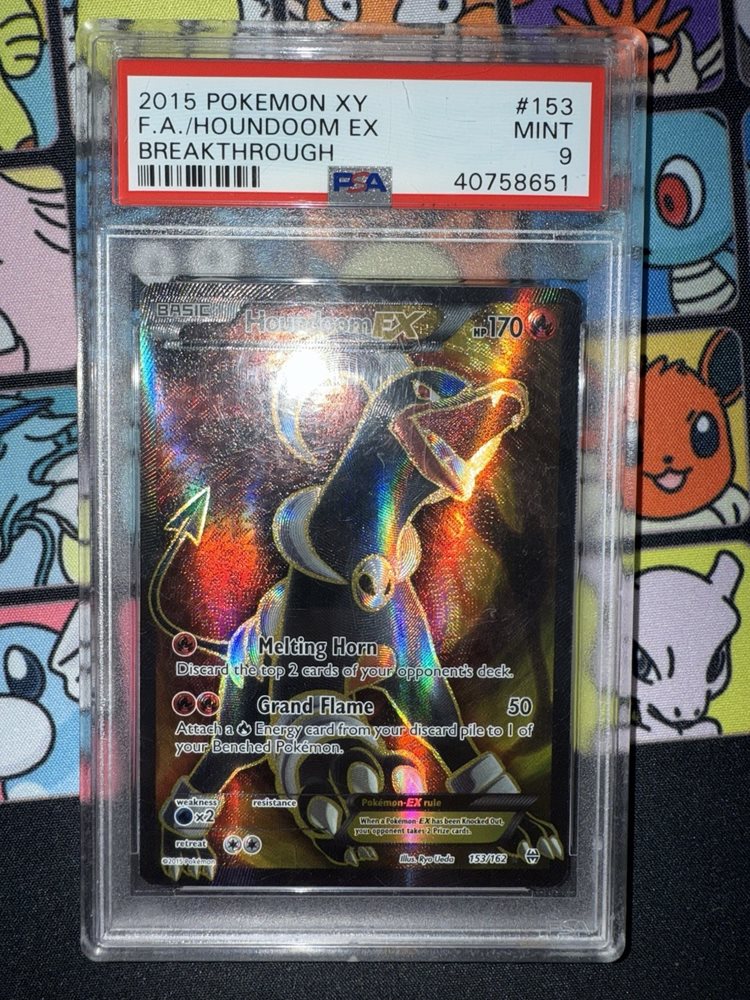 2015 POKEMON XY #153
F.A./HOUNDOOM EX MINT
BREAKTHROUGH 9
PSA 40758651
BASIC Houndoom EX HP170
Melting Horn
Discard the top 2 cards of your opponent's deck.
Grand Flame 50
Attach a Energy card from your discard pile to 1 of
your Benched Pokémon.
weakness resistance
×2
Pokémon-EX rule
When a Pokémon-EX has been Knocked Out,
your opponent takes 2 Prize cards.
retreat
©2015 Pokémon Illus. Ryo Ueda 153/162